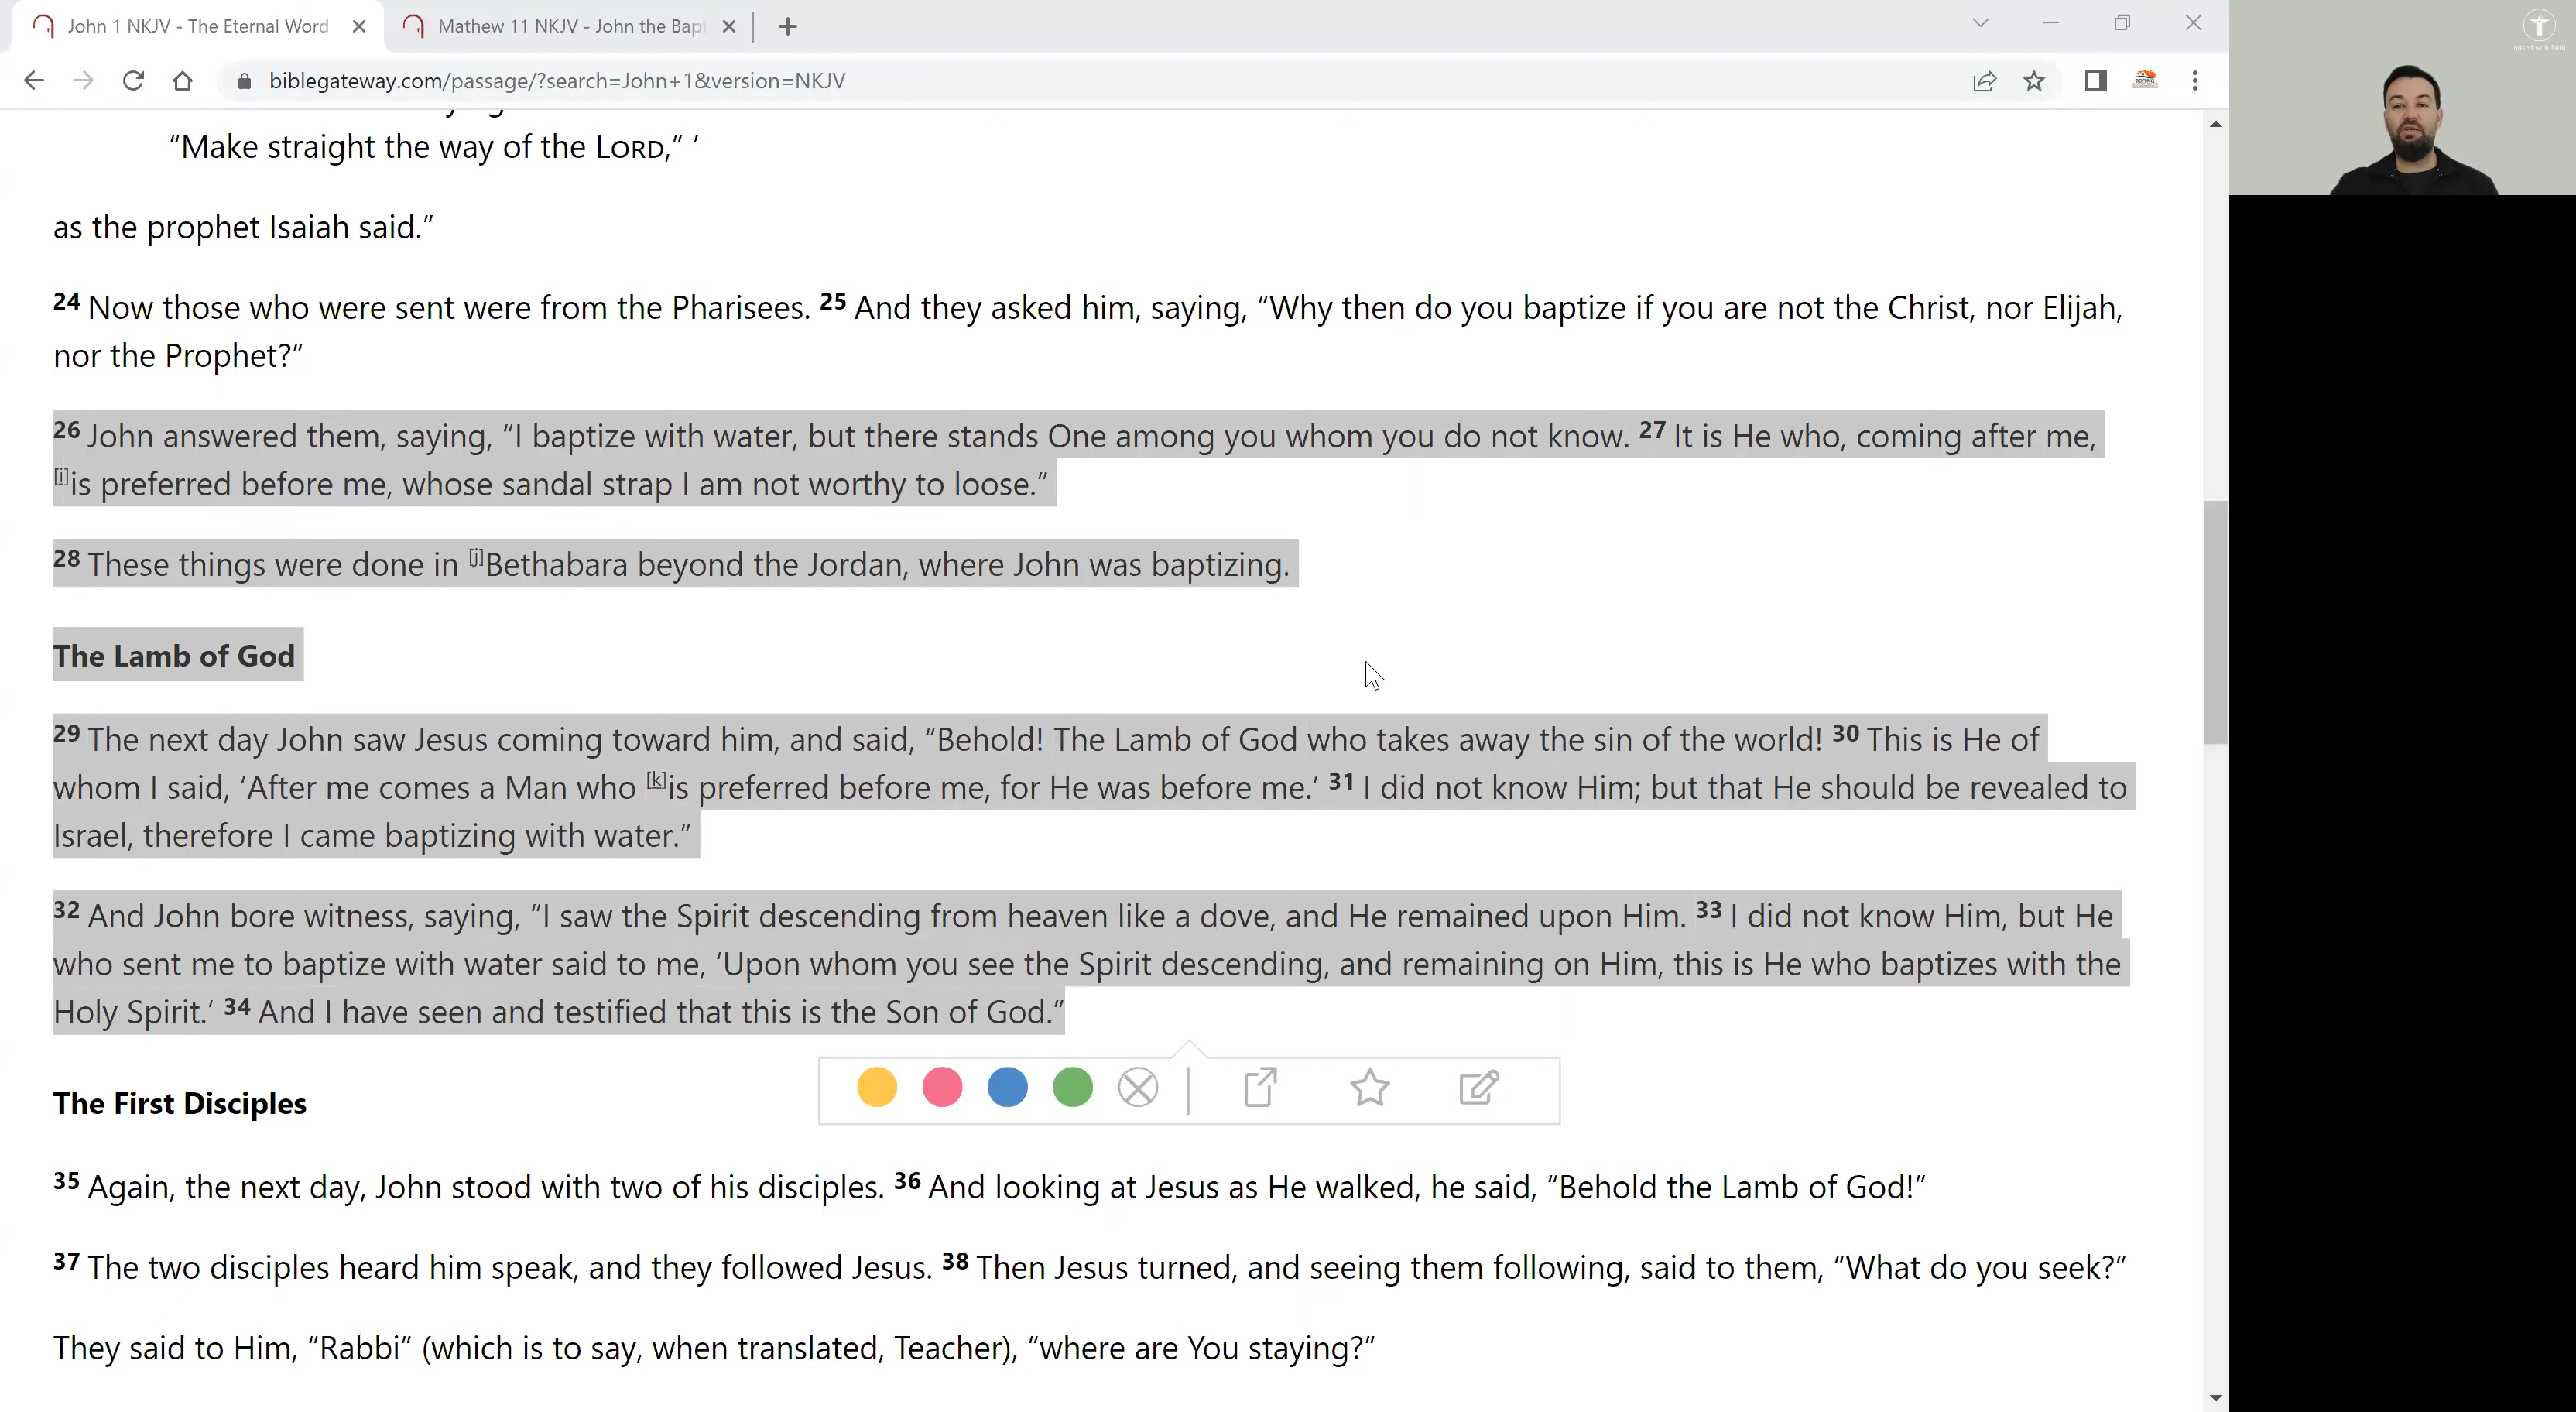 John 1 NKJV - The Eternal Word
Mathew 11 NKJV - John the Bap
biblegateway.com/passage/?search=John+1&version=NKJV
“Make straight the way of the LORD,” ’
as the prophet Isaiah said.”
24 Now those who were sent were from the Pharisees. 25 And they asked him, saying, “Why then do you baptize if you are not the Christ, nor Elijah,
nor the Prophet?”
26 John answered them, saying, “I baptize with water, but there stands One among you whom you do not know. 27 It is He who, coming after me,
[i]is preferred before me, whose sandal strap I am not worthy to loose.”
28 These things were done in [j]Bethabara beyond the Jordan, where John was baptizing.
The Lamb of God
29 The next day John saw Jesus coming toward him, and said, “Behold! The Lamb of God who takes away the sin of the world! 30 This is He of
whom I said, ‘After me comes a Man who [k]is preferred before me, for He was before me.’ 31 I did not know Him; but that He should be revealed to
Israel, therefore I came baptizing with water.”
32 And John bore witness, saying, “I saw the Spirit descending from heaven like a dove, and He remained upon Him. 33 I did not know Him, but He
who sent me to baptize with water said to me, ‘Upon whom you see the Spirit descending, and remaining on Him, this is He who baptizes with the
Holy Spirit.’ 34 And I have seen and testified that this is the Son of God.”
The First Disciples
35 Again, the next day, John stood with two of his disciples. 36 And looking at Jesus as He walked, he said, “Behold the Lamb of God!”
37 The two disciples heard him speak, and they followed Jesus. 38 Then Jesus turned, and seeing them following, said to them, “What do you seek?”
They said to Him, “Rabbi” (which is to say, when translated, Teacher), “where are You staying?”